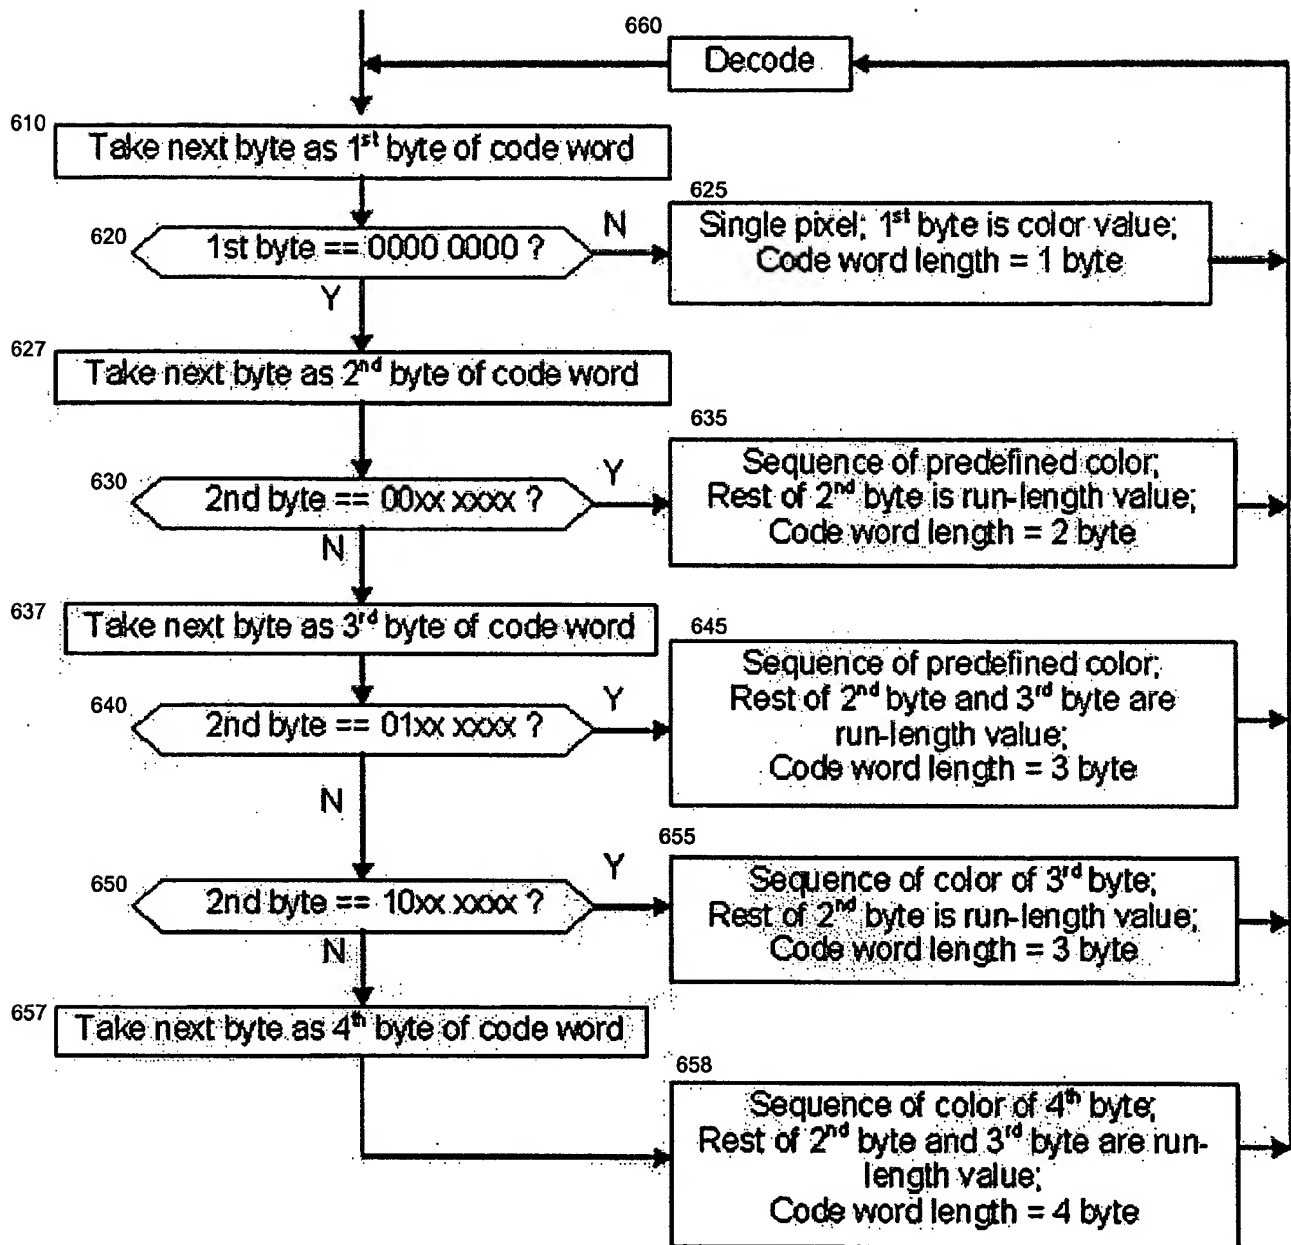 660
Decode
610
Take next byte as 1st byte of code word
625
620
1st byte == 0000 0000 ?
N
Single pixel; 1st byte is color value;
Code word length = 1 byte
Y
627
Take next byte as 2nd byte of code word
635
630
2nd byte == 00xx xxxx ?
Y
Sequence of predefined color;
Rest of 2nd byte is run-length value;
Code word length = 2 byte
N
637
Take next byte as 3rd byte of code word
645
640
2nd byte == 01xx xxxx ?
Y
Sequence of predefined color;
Rest of 2nd byte and 3rd byte are
run-length value;
Code word length = 3 byte
N
655
650
2nd byte == 10xx xxxx ?
Y
Sequence of color of 3rd byte;
Rest of 2nd byte is run-length value;
Code word length = 3 byte
N
657
Take next byte as 4th byte of code word
658
Sequence of color of 4th byte;
Rest of 2nd byte and 3rd byte are run-
length value;
Code word length = 4 byte